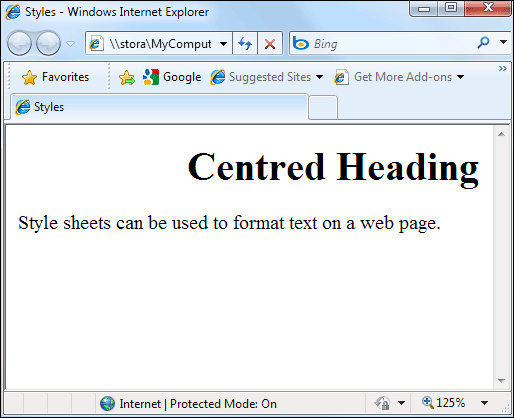 Styles - Windows Internet Explorer
\\stora\MyComput
Bing
Favorites
Google
Suggested Sites
Get More Add-ons
»
Styles
Centred Heading
Style sheets can be used to format text on a web page.
Internet | Protected Mode: On
125%